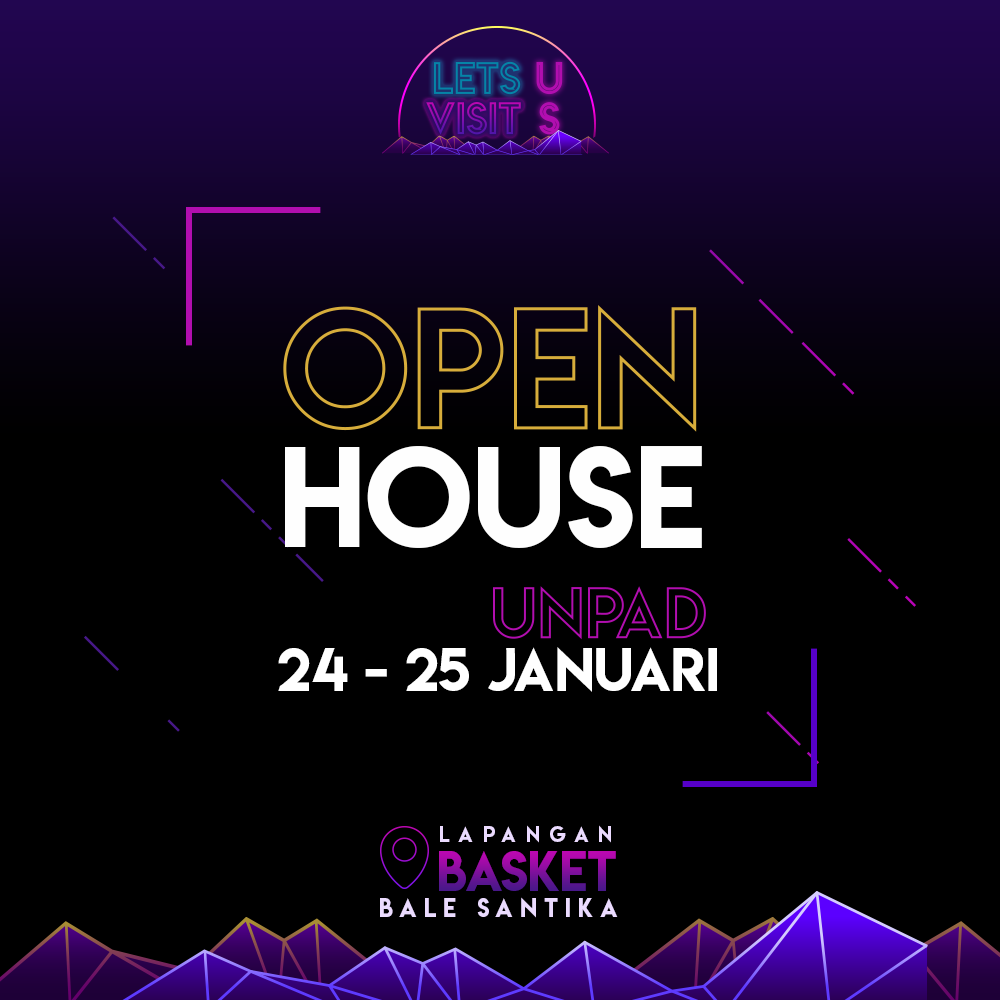 LETS U
VISIT S
OPEN
HOUSE
UNPAD
24 - 25 JANUARI
LAPANGAN
BASKET
BALE SANTIKA